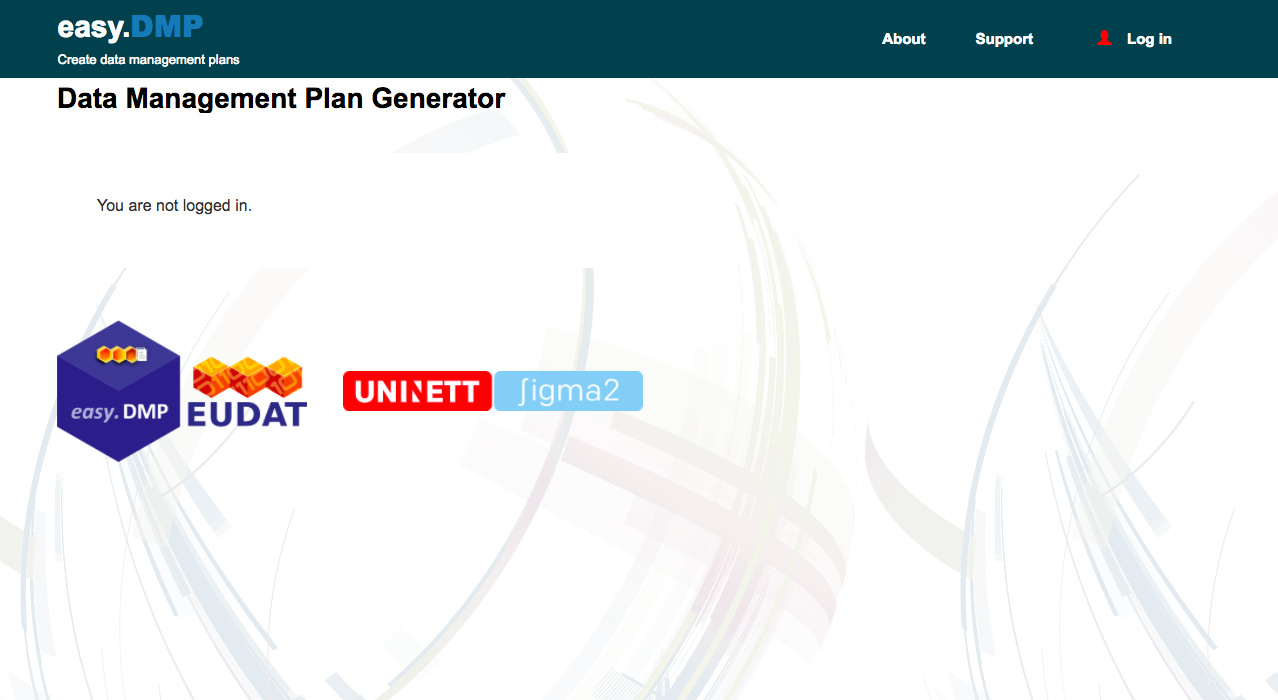 easy.DMP
Create data management plans
About Support Log in
Data Management Plan Generator
You are not logged in.
easy.DMP
EUDAT
UNINETT ʃigma2